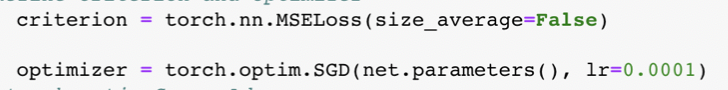 criterion = torch.nn.MSELoss(size_average=False)
optimizer = torch.optim.SGD(net.parameters(), lr=0.0001)